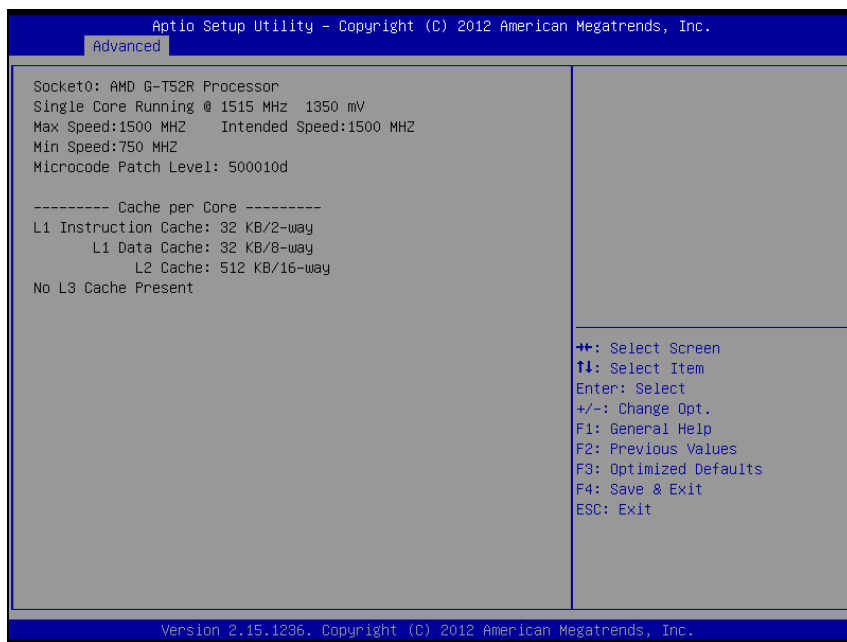 Aptio Setup Utility – Copyright (C) 2012 American Megatrends, Inc.
Advanced
Socket0: AMD G-T52R Processor
Single Core Running @ 1515 MHz 1350 mV
Max Speed:1500 MHZ Intended Speed:1500 MHZ
Min Speed:750 MHZ
Microcode Patch Level: 500010d
--------- Cache per Core ---------
L1 Instruction Cache: 32 KB/2-way
L1 Data Cache: 32 KB/8-way
L2 Cache: 512 KB/16-way
No L3 Cache Present
→←: Select Screen
↑↓: Select Item
Enter: Select
+/-: Change Opt.
F1: General Help
F2: Previous Values
F3: Optimized Defaults
F4: Save & Exit
ESC: Exit
Version 2.15.1236. Copyright (C) 2012 American Megatrends, Inc.